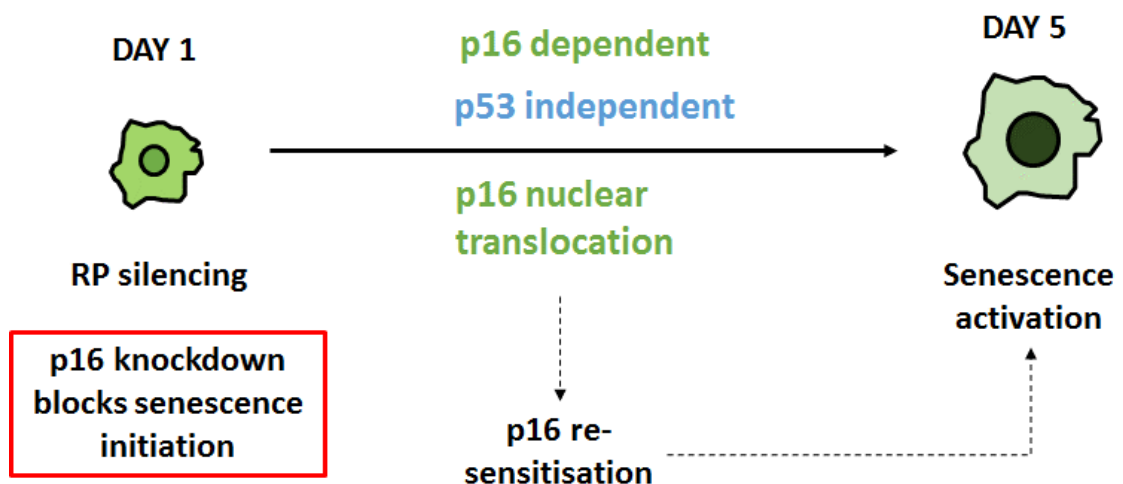 DAY 1
RP silencing
p16 knockdown
blocks senescence
initiation
p16 dependent
p53 independent
p16 nuclear
translocation
p16 re-
sensitisation
DAY 5
Senescence
activation